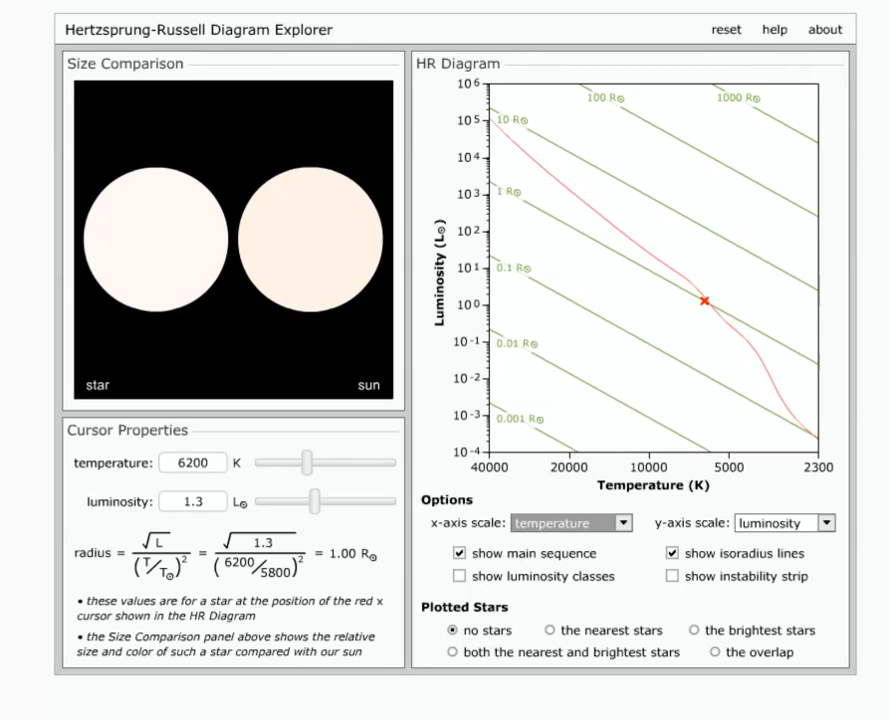 Hertzsprung-Russell Diagram Explorer
reset help about
Size Comparison
star sun
Cursor Properties
temperature: 6200 K
luminosity: 1.3 L⊙
radius = √L / (T/T⊙)² = √1.3 / (6200/5800)² = 1.00 R⊙
• these values are for a star at the position of the red x
cursor shown in the HR Diagram
• the Size Comparison panel above shows the relative
size and color of such a star compared with our sun
HR Diagram
Luminosity (L⊙)
10⁶
10⁵
10⁴
10³
10²
10¹
10⁰
10⁻¹
10⁻²
10⁻³
10⁻⁴
100 R⊙ 1000 R⊙
10 R⊙
1 R⊙
0.1 R⊙
0.01 R⊙
0.001 R⊙
40000 20000 10000 5000 2300
Temperature (K)
Options
x-axis scale: temperature y-axis scale: luminosity
show main sequence show isoradius lines
show luminosity classes show instability strip
Plotted Stars
no stars the nearest stars the brightest stars
both the nearest and brightest stars the overlap